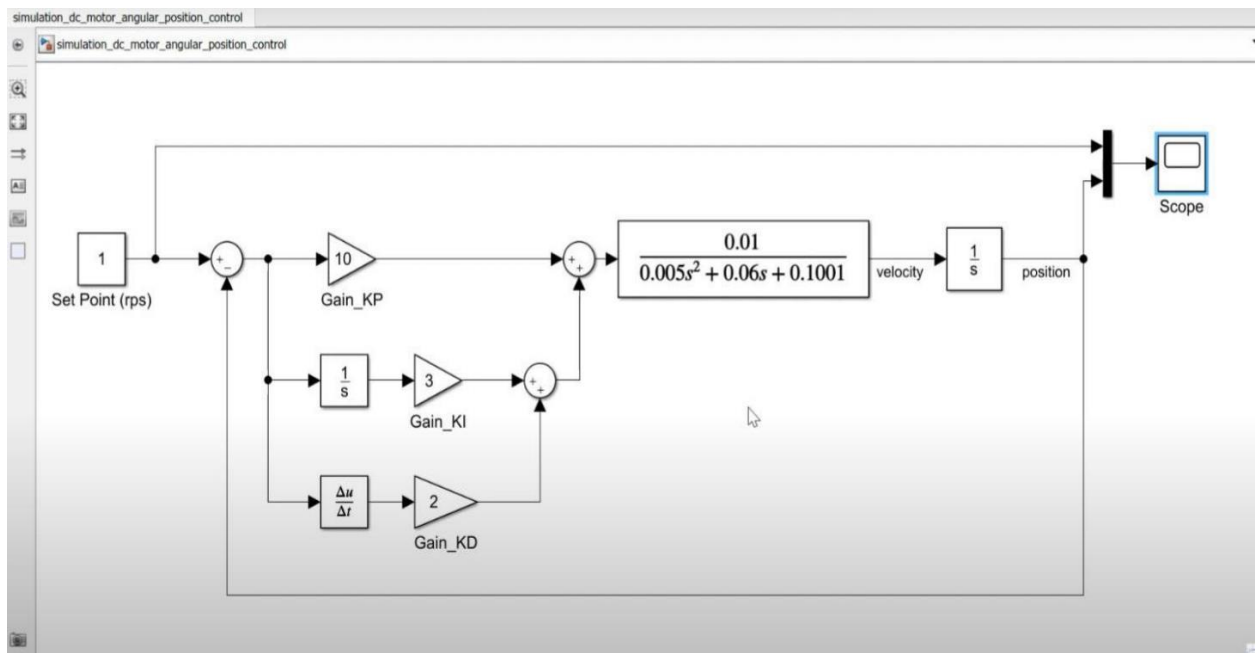 simulation_dc_motor_angular_position_control
simulation_dc_motor_angular_position_control
Scope
1
Set Point (rps)
+
−
10
Gain_KP
+
+
0.01
0.005s² + 0.06s + 0.1001
velocity
1
s
position
1
s
3
Gain_KI
+
+
Δu
Δt
2
Gain_KD